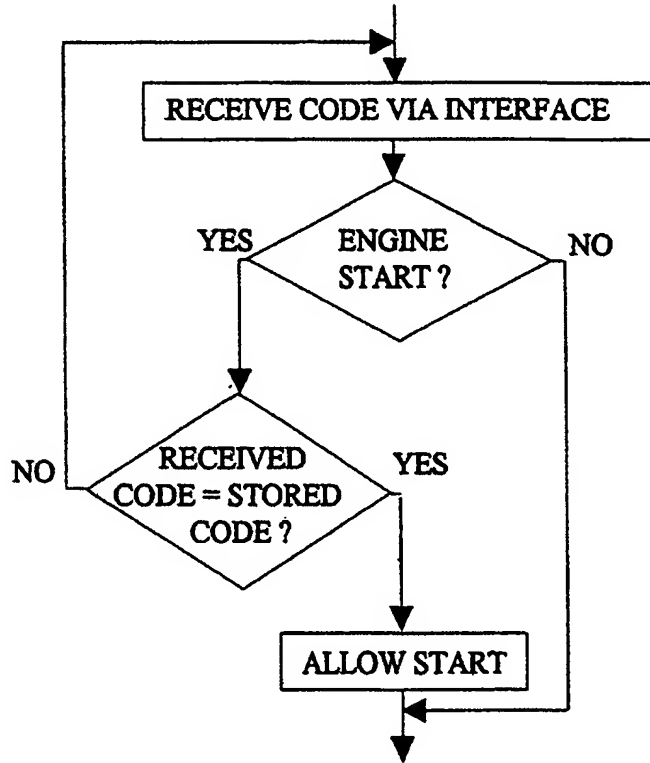 RECEIVE CODE VIA INTERFACE
YES
ENGINE
START ?
NO
NO
RECEIVED
CODE = STORED
CODE ?
YES
ALLOW START